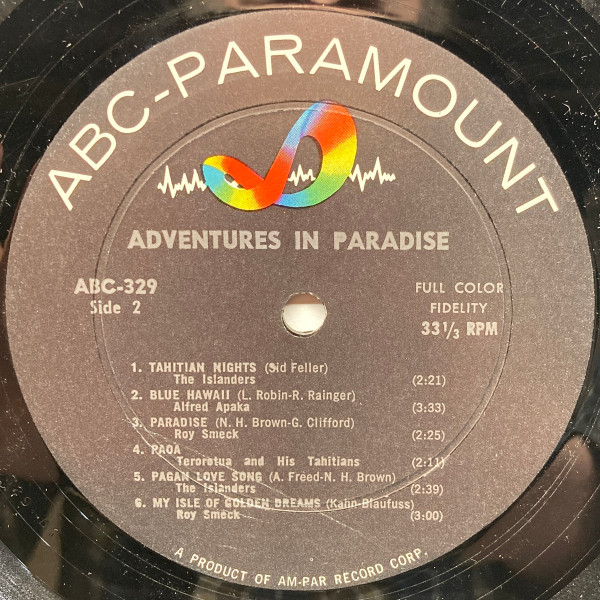 ABC-PARAMOUNT
ADVENTURES IN PARADISE
ABC-329
Side 2
FULL COLOR
FIDELITY
33 1/3 RPM
1. TAHITIAN NIGHTS (Sid Feller)
The Islanders (2:21)
2. BLUE HAWAII (L. Robin-R. Rainger)
Alfred Apaka (3:33)
3. PARADISE (N. H. Brown-G. Clifford)
Roy Smeck (2:25)
4. PAOA
Terorotua and His Tahitians (2:11)
5. PAGAN LOVE SONG (A. Freed-N. H. Brown)
The Islanders (2:39)
6. MY ISLE OF GOLDEN DREAMS (Kahn-Blaufuss)
Roy Smeck (3:00)
A PRODUCT OF AM-PAR RECORD CORP.